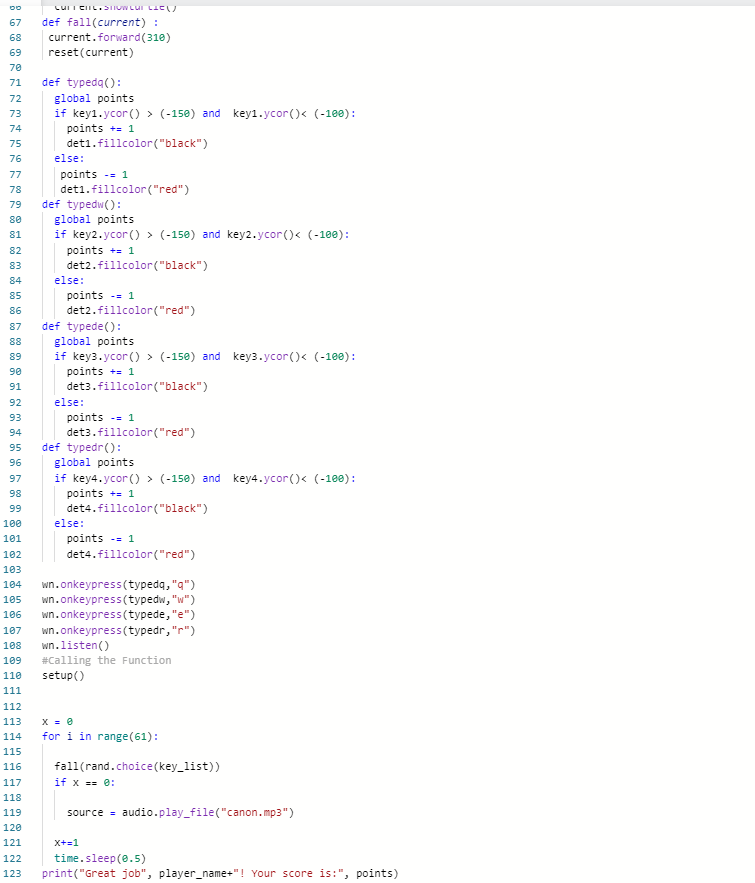 66 current.showturtle()
67 def fall(current) :
68 current.forward(310)
69 reset(current)
70
71 def typedq():
72 global points
73 if key1.ycor() > (-150) and  key1.ycor()< (-100):
74 points += 1
75 det1.fillcolor("black")
76 else:
77 points -= 1
78 det1.fillcolor("red")
79 def typedw():
80 global points
81 if key2.ycor() > (-150) and key2.ycor()< (-100):
82 points += 1
83 det2.fillcolor("black")
84 else:
85 points -= 1
86 det2.fillcolor("red")
87 def typede():
88 global points
89 if key3.ycor() > (-150) and  key3.ycor()< (-100):
90 points += 1
91 det3.fillcolor("black")
92 else:
93 points -= 1
94 det3.fillcolor("red")
95 def typedr():
96 global points
97 if key4.ycor() > (-150) and  key4.ycor()< (-100):
98 points += 1
99 det4.fillcolor("black")
100 else:
101 points -= 1
102 det4.fillcolor("red")
103
104 wn.onkeypress(typedq,"q")
105 wn.onkeypress(typedw,"w")
106 wn.onkeypress(typede,"e")
107 wn.onkeypress(typedr,"r")
108 wn.listen()
109 #Calling the Function
110 setup()
111
112
113 x = 0
114 for i in range(61):
115
116 fall(rand.choice(key_list))
117 if x == 0:
118
119 source = audio.play_file("canon.mp3")
120
121 x+=1
122 time.sleep(0.5)
123 print("Great job", player_name+"! Your score is:", points)